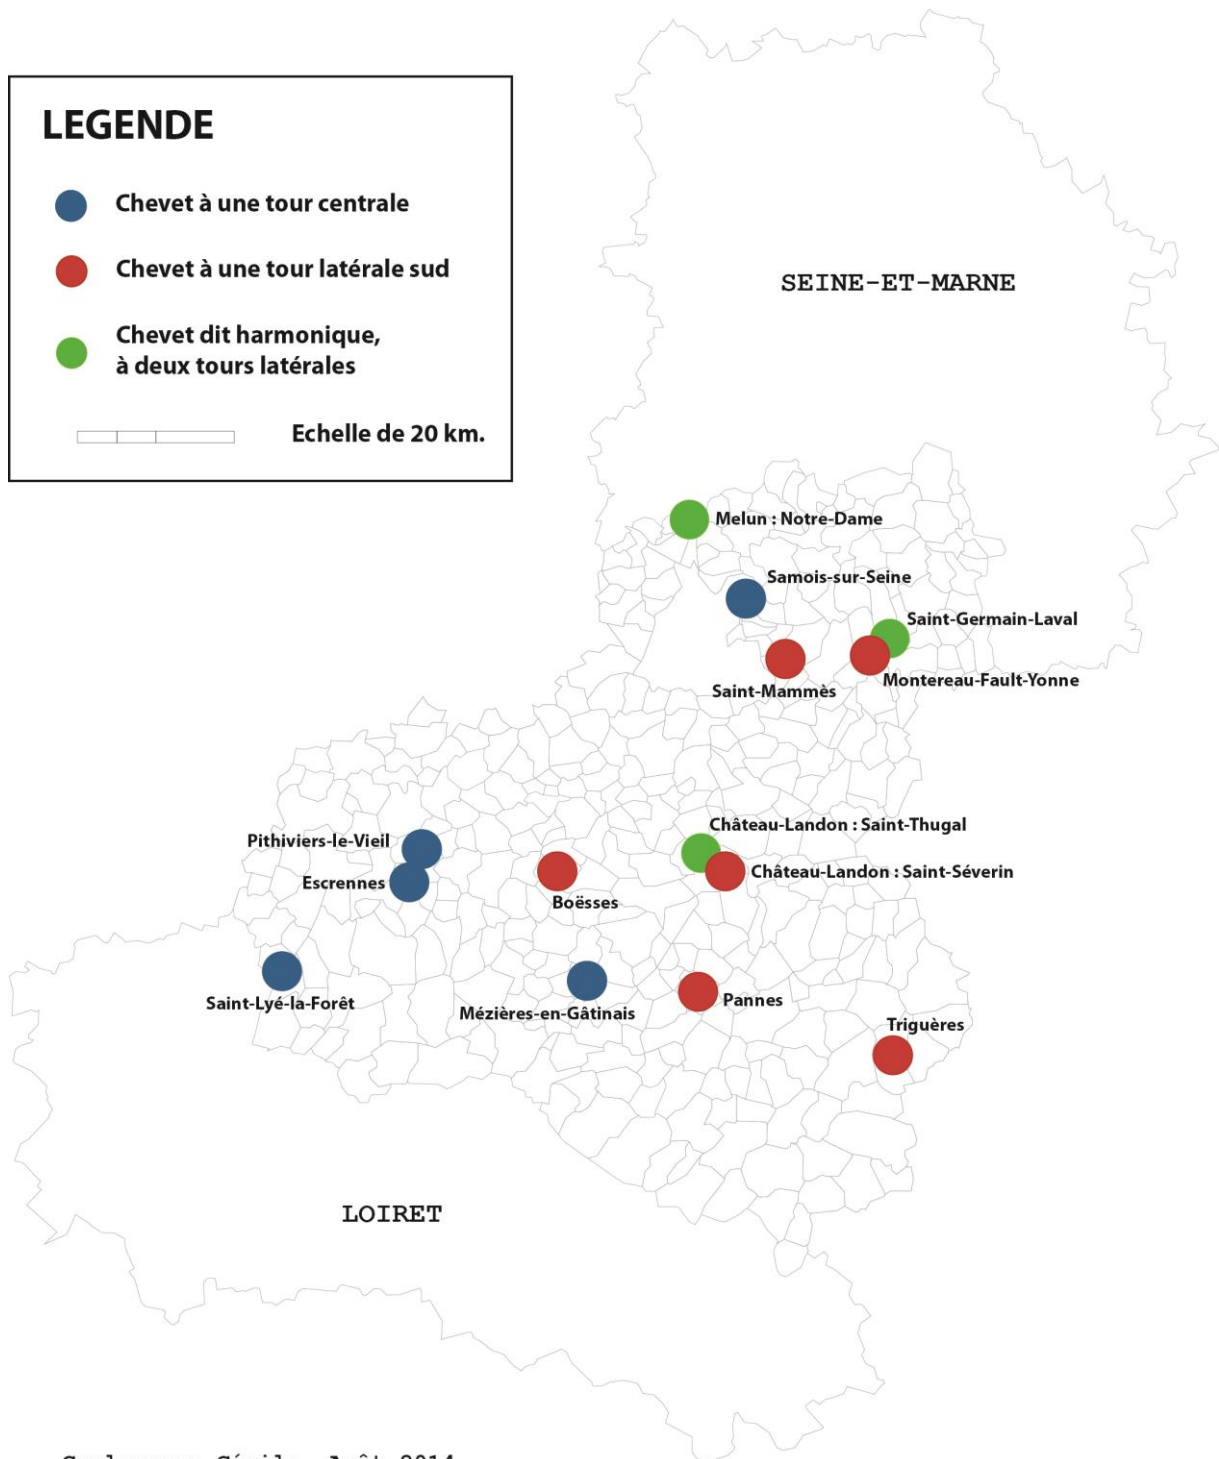 LEGENDE
Chevet à une tour centrale
Chevet à une tour latérale sud
Chevet dit harmonique,
à deux tours latérales
Echelle de 20 km.
SEINE-ET-MARNE
Melun : Notre-Dame
Samois-sur-Seine
Saint-Germain-Laval
Montereau-Fault-Yonne
Saint-Mammès
Château-Landon : Saint-Thugal
Pithiviers-le-Vieil
Château-Landon : Saint-Séverin
Escrennes
Boësses
Pannes
Saint-Lyé-la-Forêt
Mézières-en-Gâtinais
Triguères
LOIRET
Août 2014